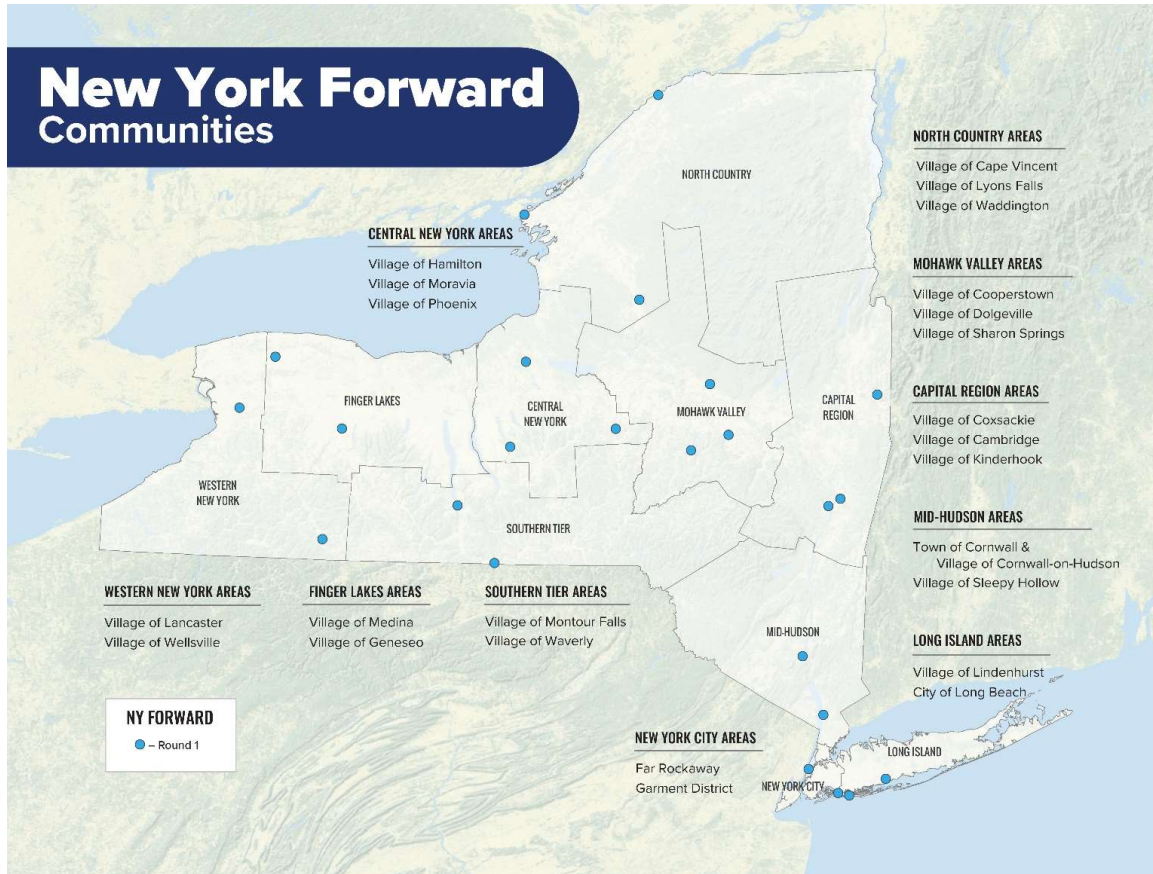 New York Forward
Communities
NORTH COUNTRY
NORTH COUNTRY AREAS
Village of Cape Vincent
Village of Lyons Falls
Village of Waddington
CENTRAL NEW YORK AREAS
Village of Hamilton
Village of Moravia
Village of Phoenix
MOHAWK VALLEY AREAS
Village of Cooperstown
Village of Dolgeville
Village of Sharon Springs
FINGER LAKES
CENTRAL
NEW YORK
MOHAWK VALLEY
CAPITAL
REGION
CAPITAL REGION AREAS
Village of Coxsackie
Village of Cambridge
Village of Kinderhook
WESTERN
NEW YORK
SOUTHERN TIER
MID-HUDSON AREAS
Town of Cornwall &
Village of Cornwall-on-Hudson
Village of Sleepy Hollow
WESTERN NEW YORK AREAS
Village of Lancaster
Village of Wellsville
FINGER LAKES AREAS
Village of Medina
Village of Geneseo
SOUTHERN TIER AREAS
Village of Montour Falls
Village of Waverly
MID-HUDSON
LONG ISLAND AREAS
Village of Lindenhurst
City of Long Beach
NY FORWARD
– Round 1
NEW YORK CITY AREAS
Far Rockaway
Garment District
NEW YORK CITY
LONG ISLAND